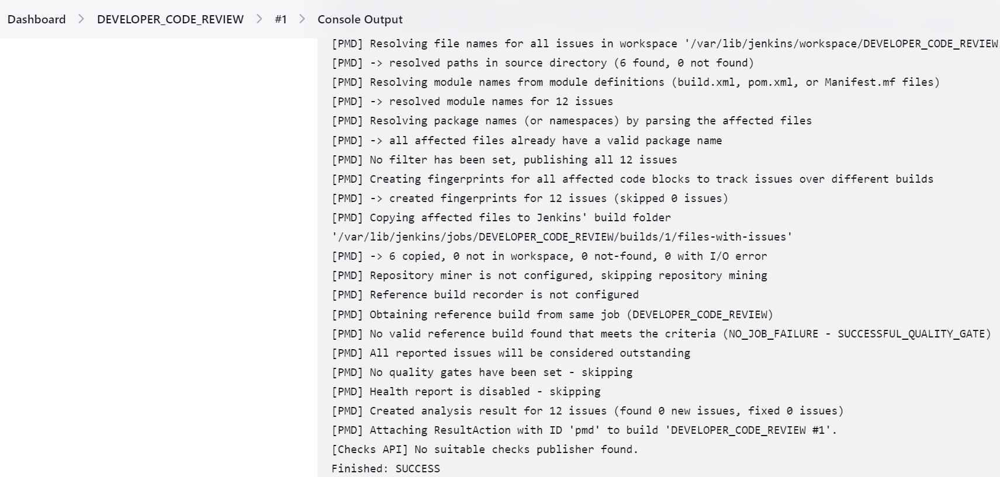 Dashboard > DEVELOPER_CODE_REVIEW > #1 > Console Output
[PMD] Resolving file names for all issues in workspace '/var/lib/jenkins/workspace/DEVELOPER_CODE_REVIEW
[PMD] -> resolved paths in source directory (6 found, 0 not found)
[PMD] Resolving module names from module definitions (build.xml, pom.xml, or Manifest.mf files)
[PMD] -> resolved module names for 12 issues
[PMD] Resolving package names (or namespaces) by parsing the affected files
[PMD] -> all affected files already have a valid package name
[PMD] No filter has been set, publishing all 12 issues
[PMD] Creating fingerprints for all affected code blocks to track issues over different builds
[PMD] -> created fingerprints for 12 issues (skipped 0 issues)
[PMD] Copying affected files to Jenkins' build folder
'/var/lib/jenkins/jobs/DEVELOPER_CODE_REVIEW/builds/1/files-with-issues'
[PMD] -> 6 copied, 0 not in workspace, 0 not-found, 0 with I/O error
[PMD] Repository miner is not configured, skipping repository mining
[PMD] Reference build recorder is not configured
[PMD] Obtaining reference build from same job (DEVELOPER_CODE_REVIEW)
[PMD] No valid reference build found that meets the criteria (NO_JOB_FAILURE - SUCCESSFUL_QUALITY_GATE)
[PMD] All reported issues will be considered outstanding
[PMD] No quality gates have been set - skipping
[PMD] Health report is disabled - skipping
[PMD] Created analysis result for 12 issues (found 0 new issues, fixed 0 issues)
[PMD] Attaching ResultAction with ID 'pmd' to build 'DEVELOPER_CODE_REVIEW #1'.
[Checks API] No suitable checks publisher found.
Finished: SUCCESS